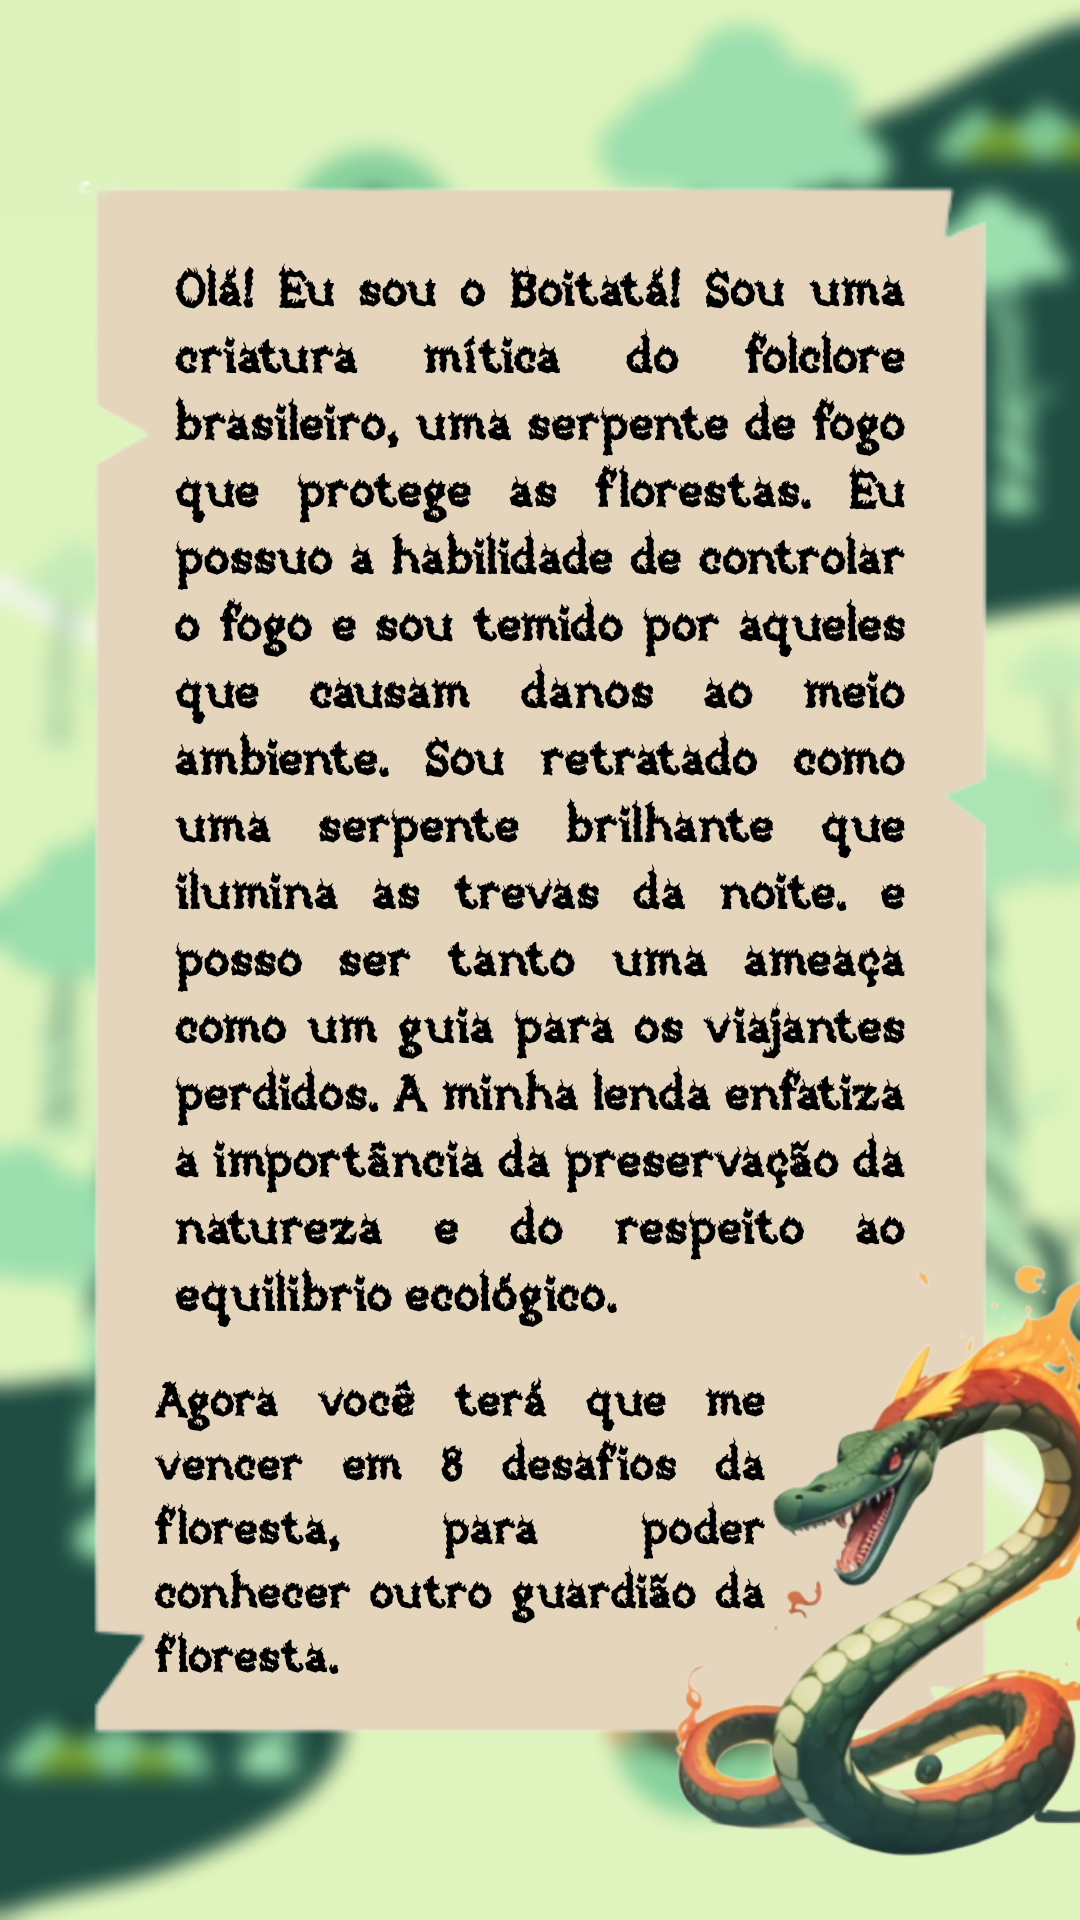 Olá! Eu sou o Boitatá! Sou uma
criatura mítica do folclore
brasileiro, uma serpente de fogo
que protege as florestas. Eu
possuo a habilidade de controlar
o fogo e sou temido por aqueles
que causam danos ao meio
ambiente. Sou retratado como
uma serpente brilhante que
ilumina as trevas da noite. e
posso ser tanto uma ameaça
como um guia para os viajantes
perdidos. A minha lenda enfatiza
a importância da preservação da
natureza e do respeito ao
equilibrio ecológico.
Agora você terá que me
vencer em 8 desafios da
floresta, para poder
conhecer outro guardião da
floresta.